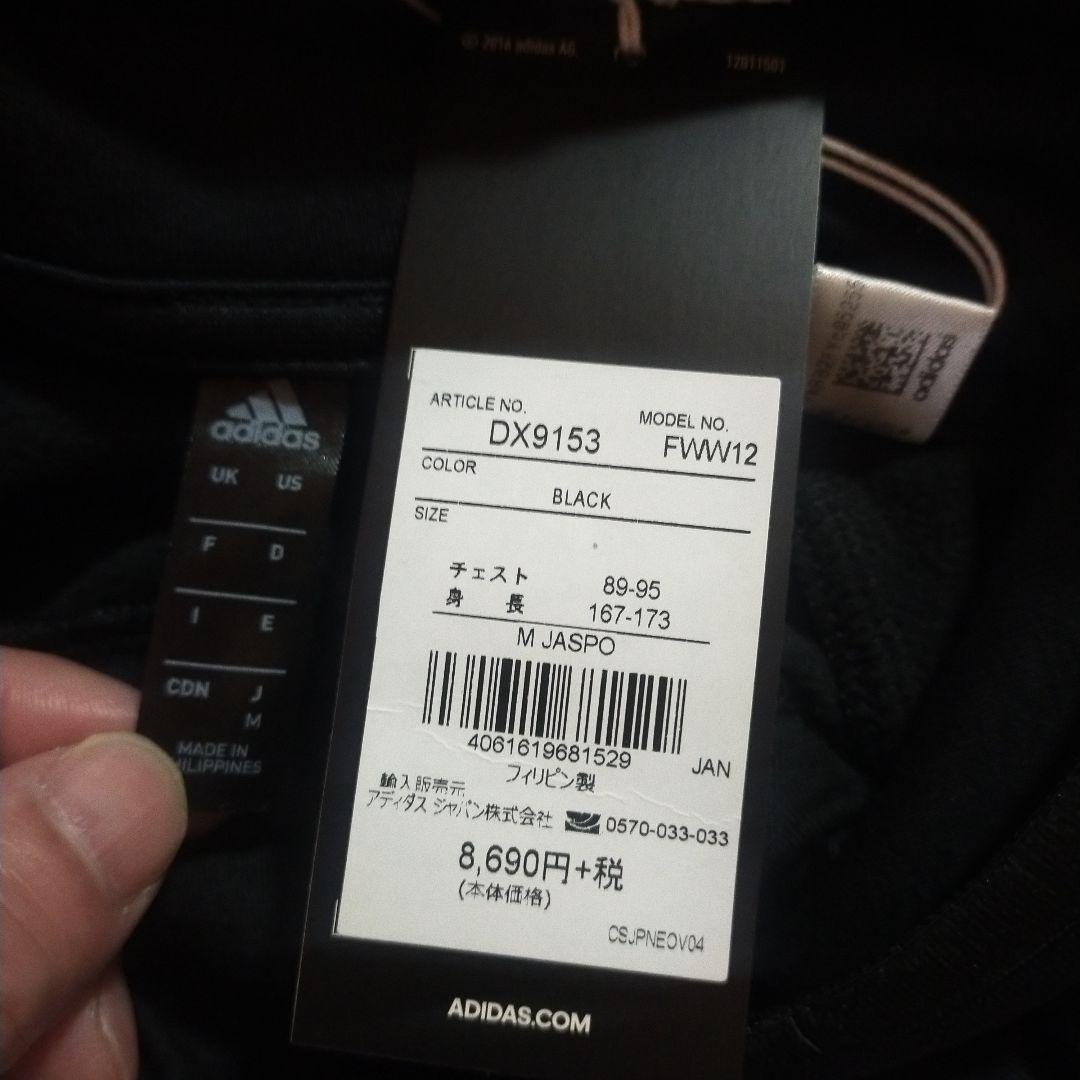 © 2016 adidas AG.
12011501
ARTICLE NO.
DX9153
MODEL NO.
FWW12
COLOR
BLACK
SIZE
チェスト 89-95
身 長 167-173
M JASPO
4061619681529
JAN
フィリピン製
輸入販売元
アディダス ジャパン株式会社 0570-033-033
8,690円+税
(本体価格)
CSJPNEOV04
ADIDAS.COM
adidas
UK US
F D
I E
CDN J
M
MADE IN
PHILIPPINES
adidas